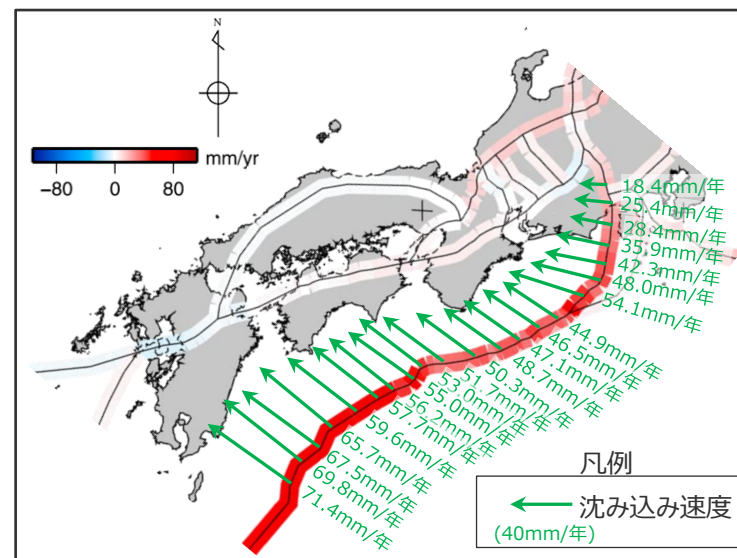 N
mm/yr
−80 0 80
18.4mm/年
25.4mm/年
28.4mm/年
35.9mm/年
42.3mm/年
48.0mm/年
54.1mm/年
44.9mm/年
46.5mm/年
47.1mm/年
48.7mm/年
50.3mm/年
51.7mm/年
53.0mm/年
55.0mm/年
56.2mm/年
57.7mm/年
59.6mm/年
65.7mm/年
67.5mm/年
69.8mm/年
71.4mm/年
凡例
沈み込み速度
(40mm/年)